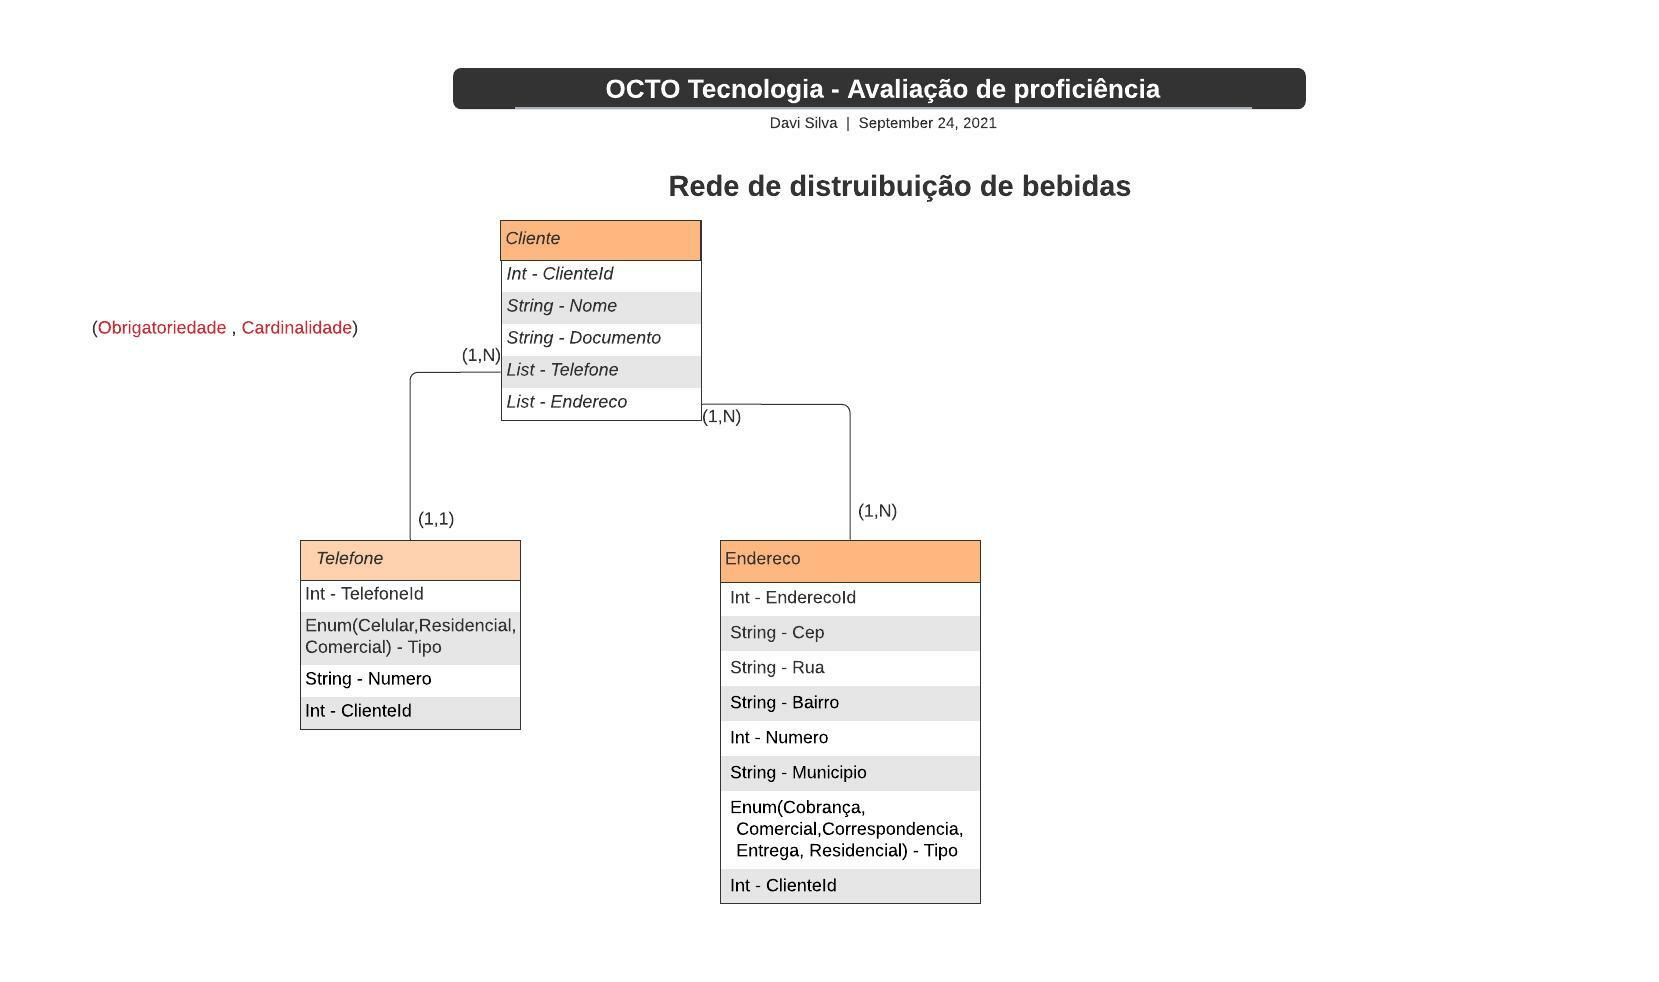 OCTO Tecnologia - Avaliação de proficiência
Davi Silva | September 24, 2021
Rede de distruibuição de bebidas
Cliente
Int - ClienteId
String - Nome
String - Documento
List - Telefone
List - Endereco
(Obrigatoriedade , Cardinalidade)
(1,N)
(1,N)
(1,1)
(1,N)
Telefone
Int - TelefoneId
Enum(Celular,Residencial,
Comercial) - Tipo
String - Numero
Int - ClienteId
Endereco
Int - EnderecoId
String - Cep
String - Rua
String - Bairro
Int - Numero
String - Municipio
Enum(Cobrança,
Comercial,Correspondencia,
Entrega, Residencial) - Tipo
Int - ClienteId